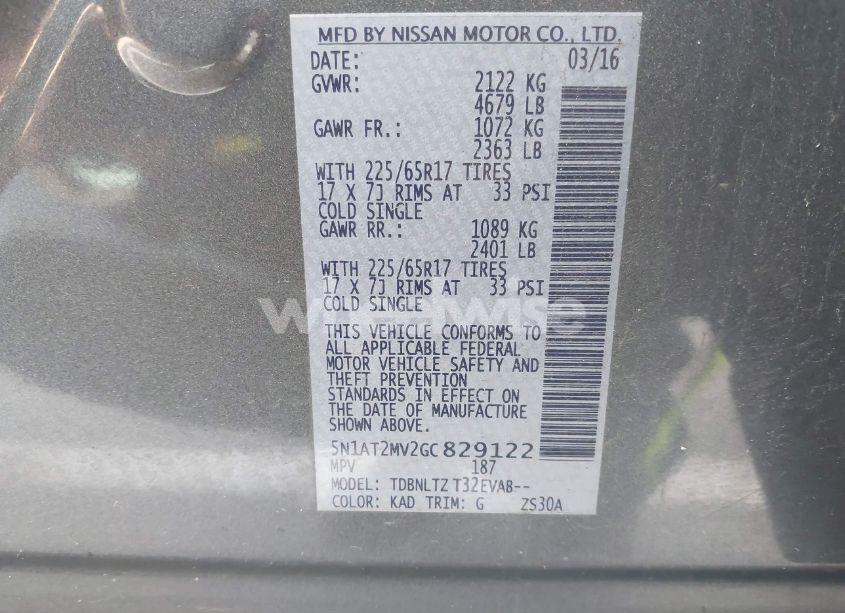 MFD BY NISSAN MOTOR CO., LTD.
DATE: 03/16
GVWR: 2122 KG
4679 LB
GAWR FR.: 1072 KG
2363 LB
WITH 225/65R17 TIRES
17 X 7J RIMS AT 33 PSI
COLD SINGLE
GAWR RR.: 1089 KG
2401 LB
WITH 225/65R17 TIRES
17 X 7J RIMS AT 33 PSI
COLD SINGLE
THIS VEHICLE CONFORMS TO
ALL APPLICABLE FEDERAL
MOTOR VEHICLE SAFETY AND
THEFT PREVENTION
STANDARDS IN EFFECT ON
THE DATE OF MANUFACTURE
SHOWN ABOVE.
5N1AT2MV2GC829122
MPV 187
MODEL: TDBNLTZ T32EVAB--
COLOR: KAD TRIM: G ZS30A